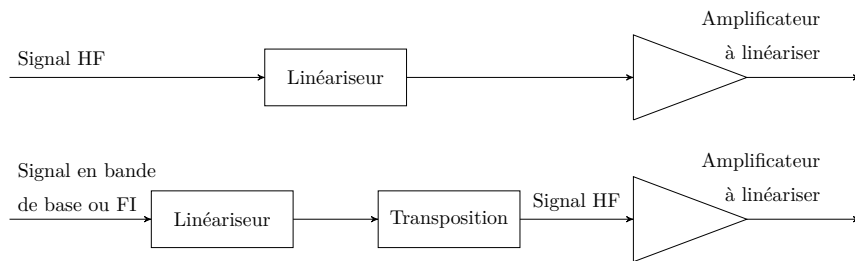 Amplificateur
à linéariser
Signal HF
Linéariseur
Signal en bande
de base ou FI
Linéariseur
Transposition
Signal HF
Amplificateur
à linéariser